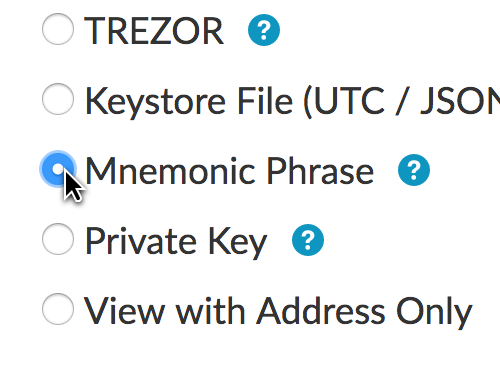 TREZOR ?
Keystore File (UTC / JSON
Mnemonic Phrase ?
Private Key ?
View with Address Only